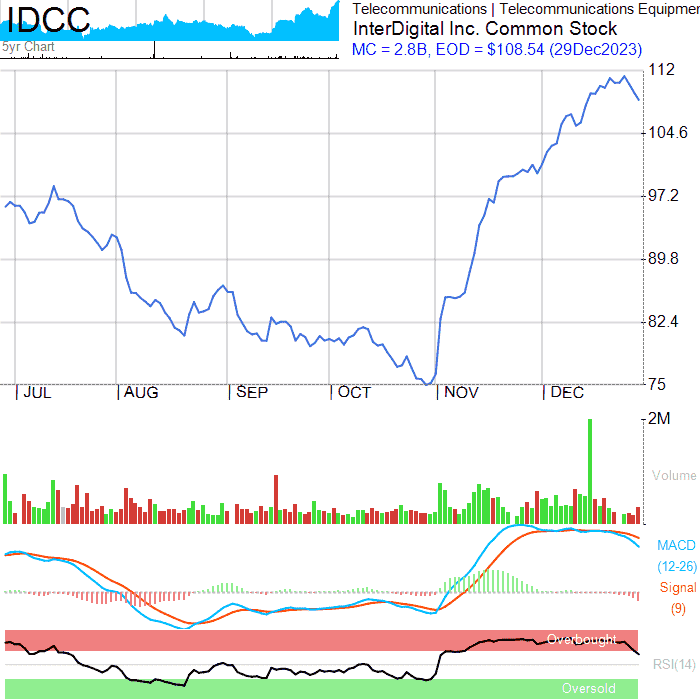 IDCC
5yr Chart
Telecommunications | Telecommunications Equipmen
InterDigital Inc. Common Stock
MC = 2.8B, EOD = $108.54 (29Dec2023)
112
104.6
97.2
89.8
82.4
75
JUL AUG SEP OCT NOV DEC
2M
Volume
MACD
(12-26)
Signal
(9)
Overbought
RSI(14)
Oversold